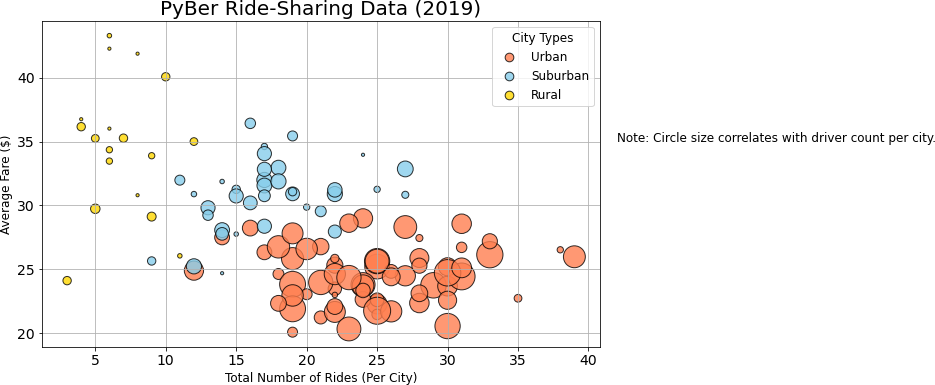 PyBer Ride-Sharing Data (2019)
City Types
Urban
Suburban
Rural
Note: Circle size correlates with driver count per city.
Average Fare ($)
40
35
30
25
20
5 10 15 20 25 30 35 40
Total Number of Rides (Per City)